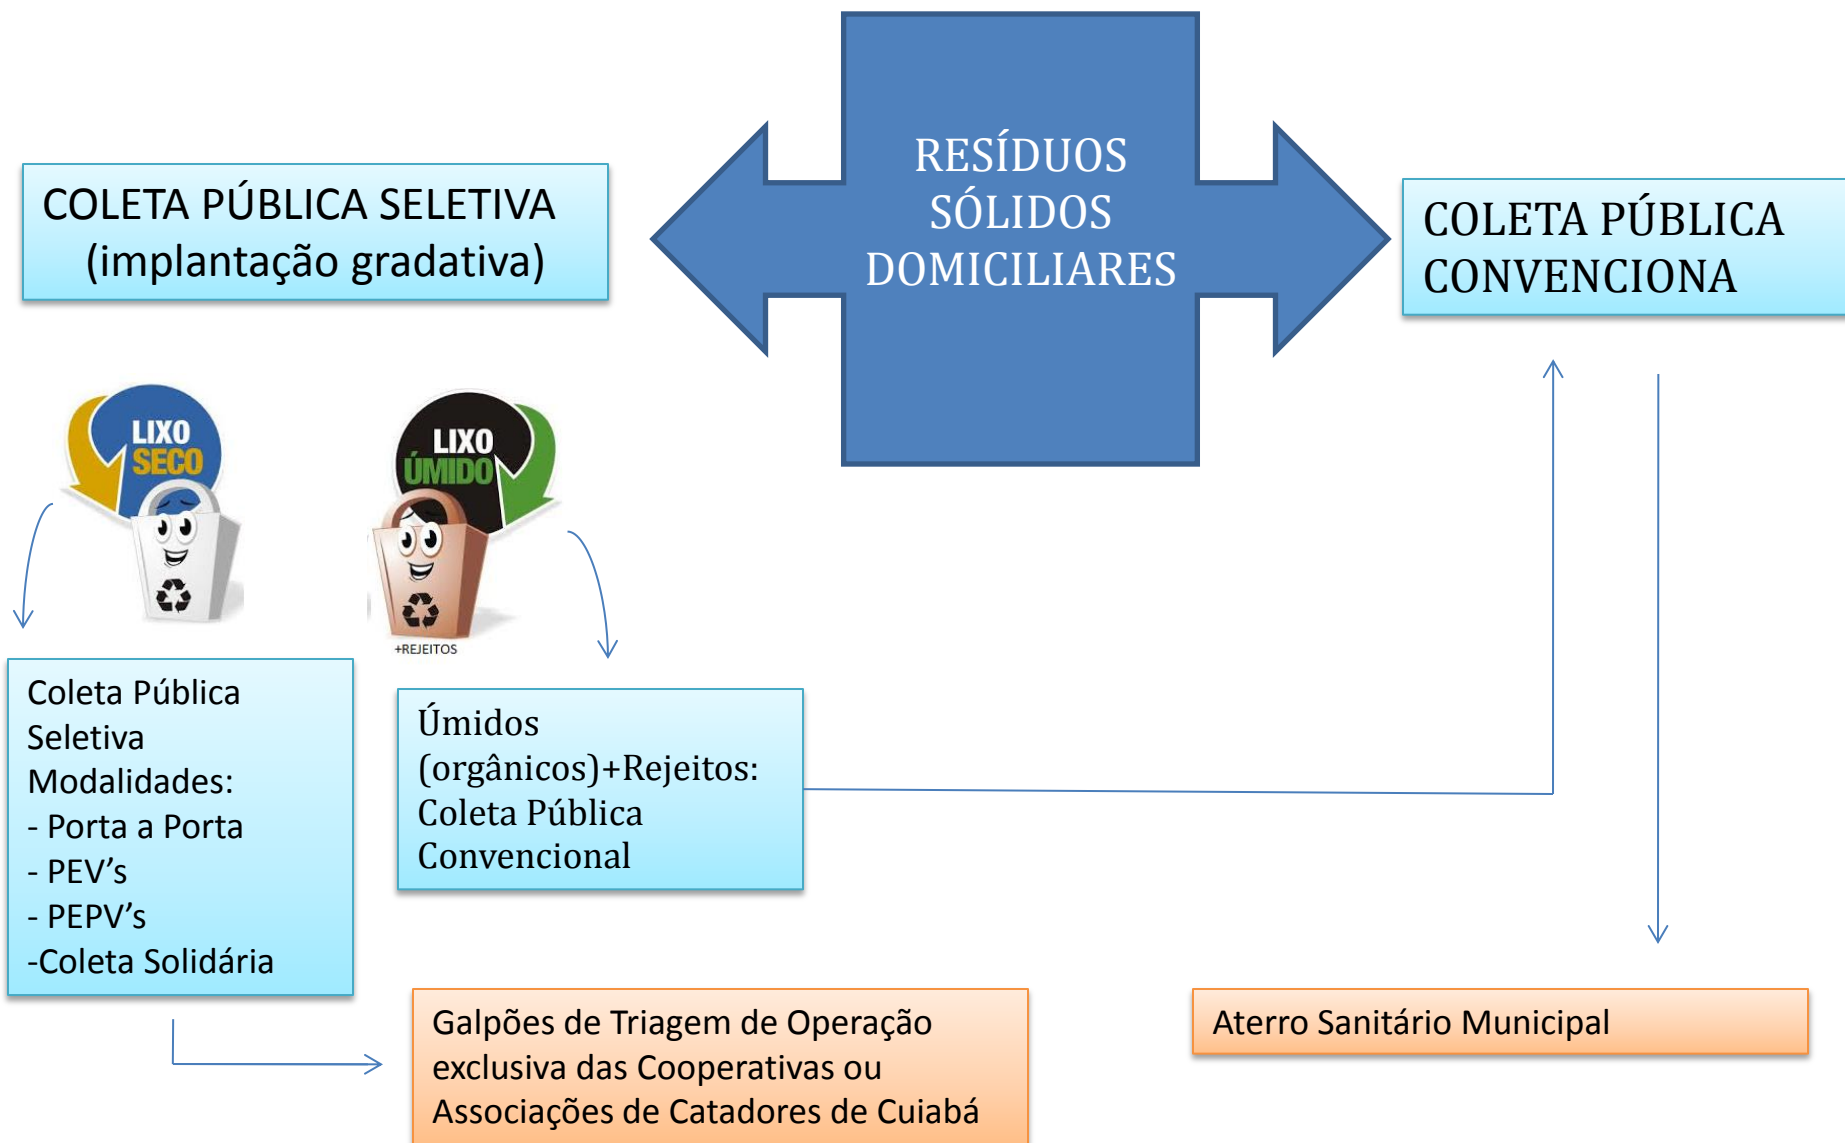 RESÍDUOS
SÓLIDOS
DOMICILIARES
COLETA PÚBLICA SELETIVA
(implantação gradativa)
COLETA PÚBLICA
CONVENCIONA
LIXO
SECO
LIXO
ÚMIDO
+REJEITOS
Coleta Pública
Seletiva
Modalidades:
- Porta a Porta
- PEV’s
- PEPV’s
-Coleta Solidária
Úmidos
(orgânicos)+Rejeitos:
Coleta Pública
Convencional
Galpões de Triagem de Operação
exclusiva das Cooperativas ou
Associações de Catadores de Cuiabá
Aterro Sanitário Municipal